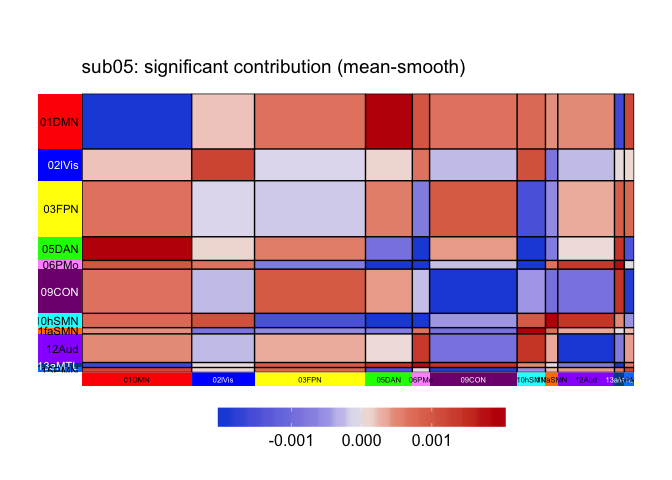 sub05: significant contribution (mean-smooth)
01DMN
02lVis
03FPN
05DAN
06PMo
09CON
10hSMN
12Aud
13aMTL
01DMN 02lVis 03FPN 05DAN 06PMo 09CON 10hSMN 12Aud
-0.001 0.000 0.001